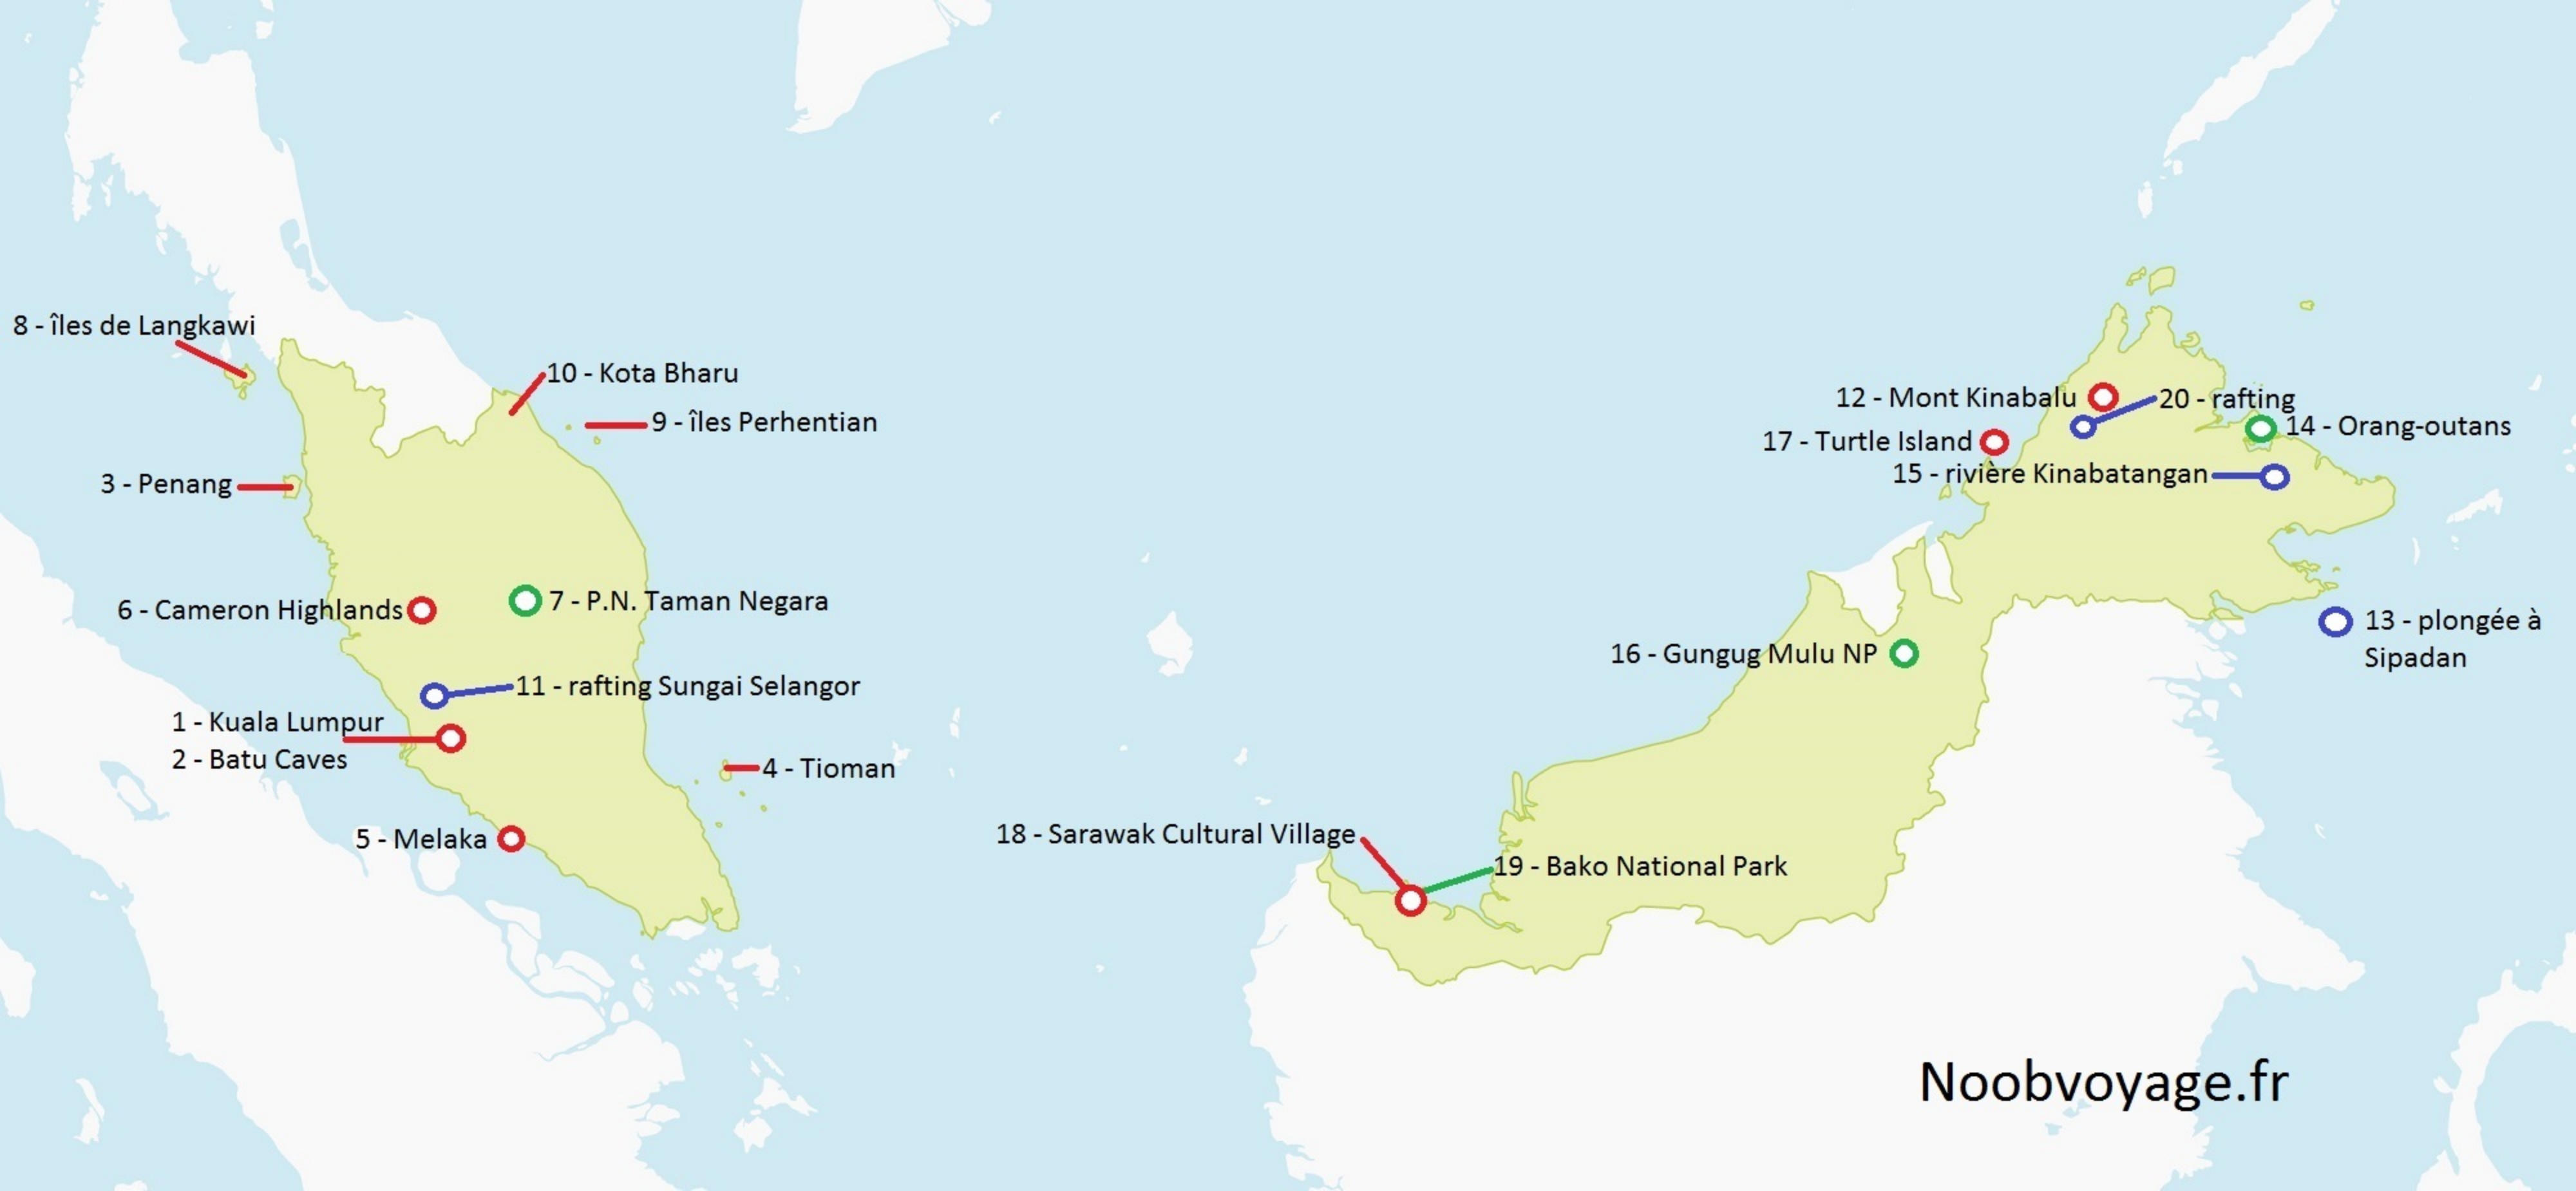 8 - îles de Langkawi
10 - Kota Bharu
9 - îles Perhentian
3 - Penang
6 - Cameron Highlands
7 - P.N. Taman Negara
11 - rafting Sungai Selangor
1 - Kuala Lumpur
2 - Batu Caves
4 - Tioman
5 - Melaka
12 - Mont Kinabalu
20 - rafting
14 - Orang-outans
17 - Turtle Island
15 - rivière Kinabatangan
13 - plongée à
Sipadan
16 - Gungug Mulu NP
18 - Sarawak Cultural Village
19 - Bako National Park
Noobvoyage.fr